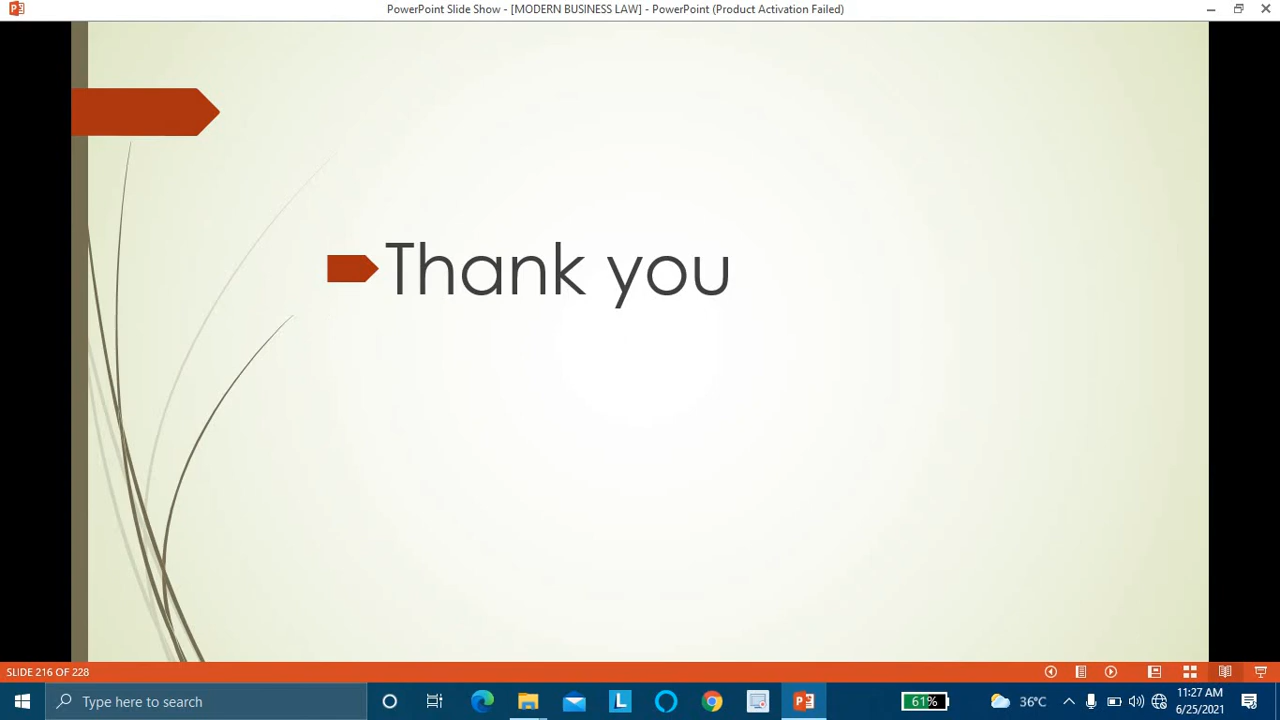 PowerPoint Slide Show - [MODERN BUSINESS LAW] - PowerPoint (Product Activation Failed)
Thank you
SLIDE 216 OF 228
Type here to search
L
61%
36°C
11:27 AM
6/25/2021